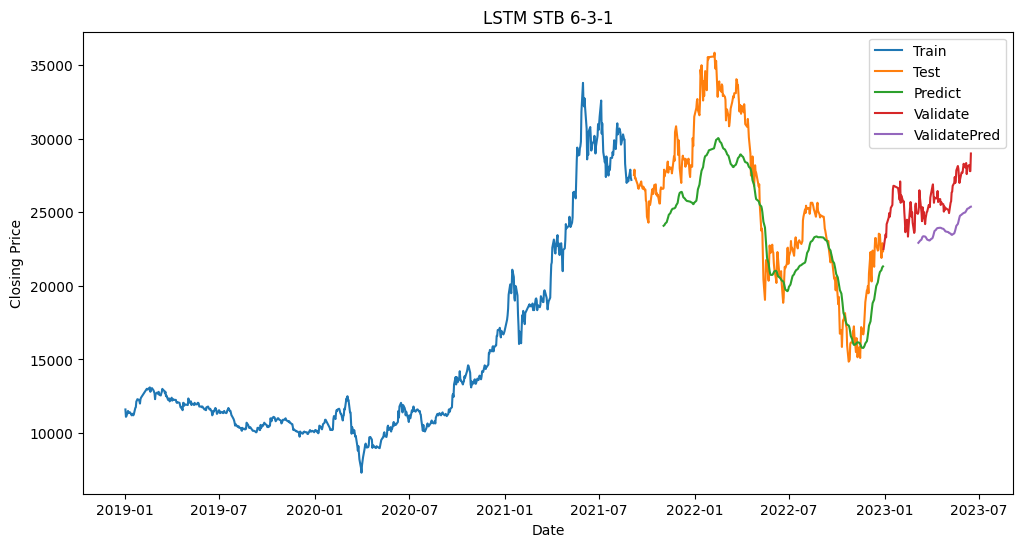 LSTM STB 6-3-1
Train
Test
Predict
Validate
ValidatePred
Closing Price
35000
30000
25000
20000
15000
10000
2019-01 2019-07 2020-01 2020-07 2021-01 2021-07 2022-01 2022-07 2023-01 2023-07
Date